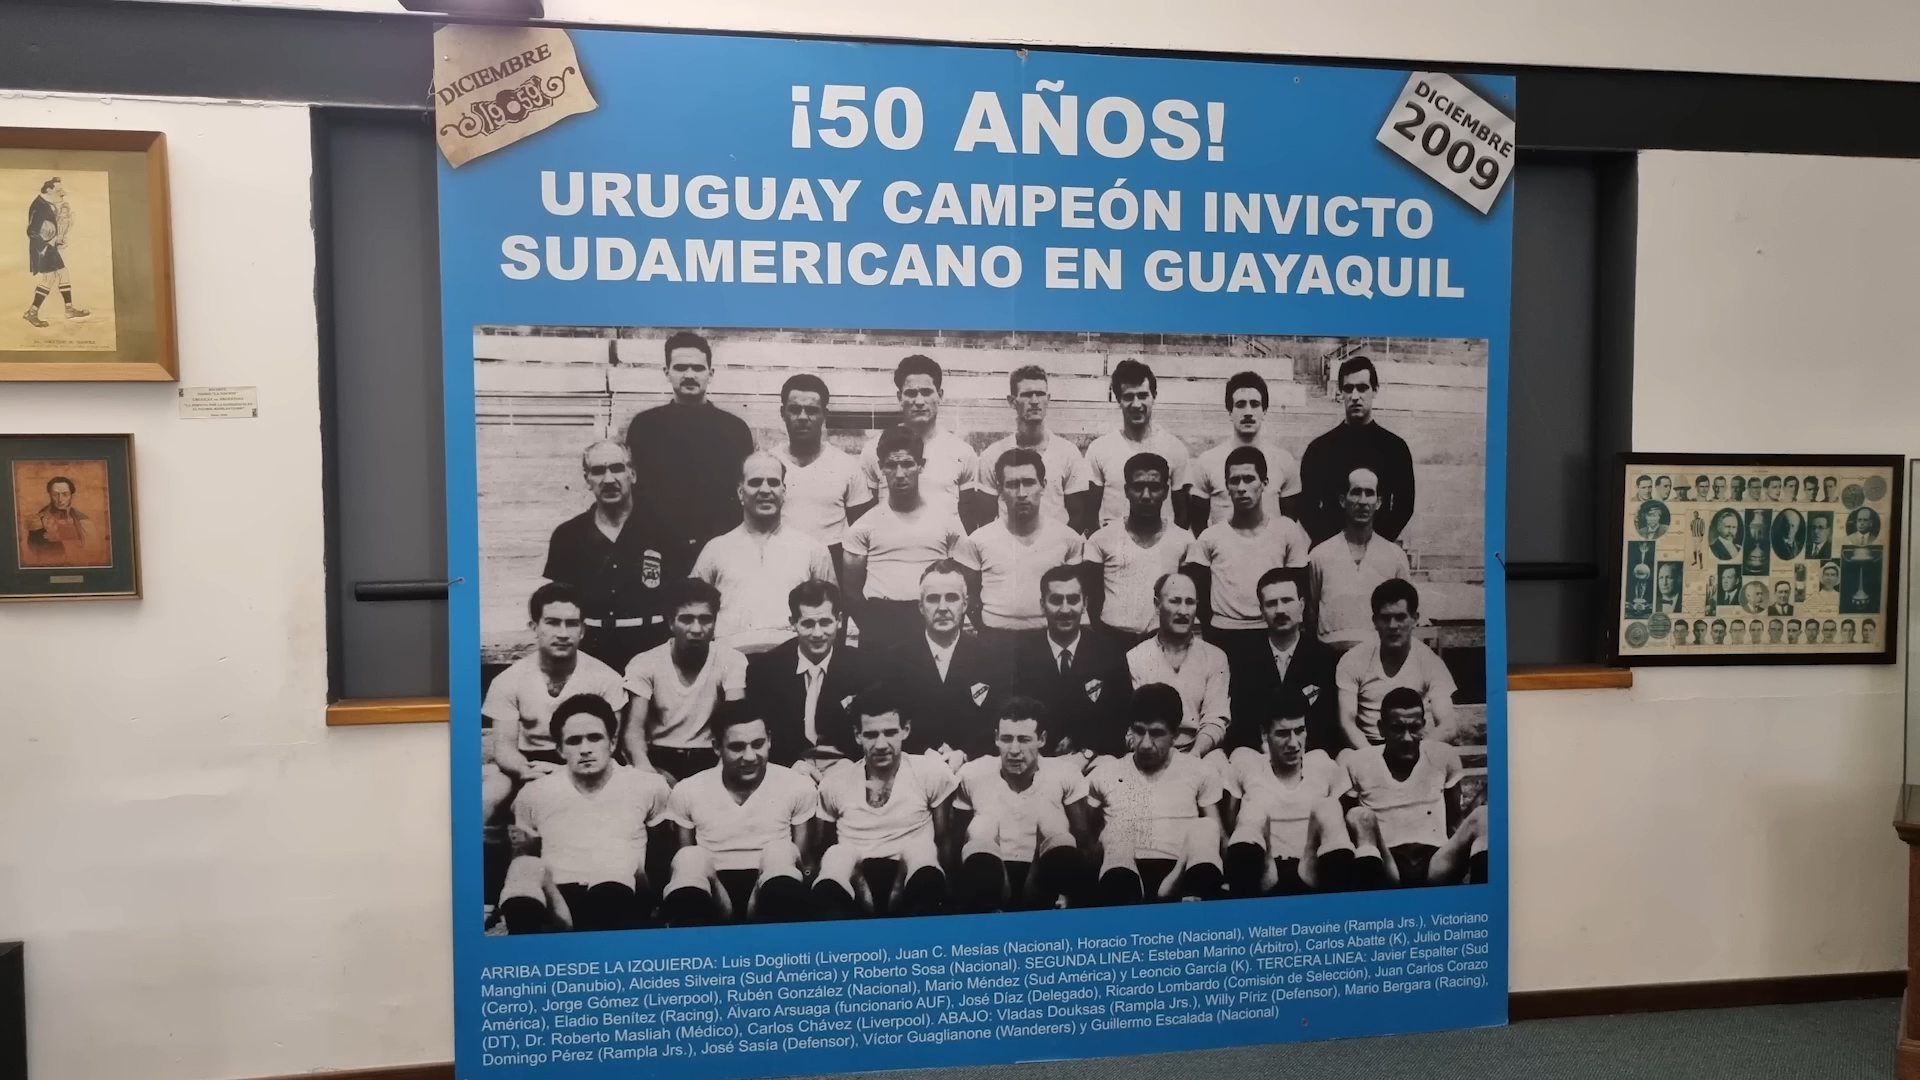 DICIEMBRE
1959
¡50 AÑOS!
DICIEMBRE
2009
URUGUAY CAMPEÓN INVICTO
SUDAMERICANO EN GUAYAQUIL
ARRIBA DESDE LA IZQUIERDA: Luis Dogliotti (Liverpool), Juan C. Mesías (Nacional), Horacio Troche (Nacional), Walter Davoine (Rampla Jrs.), Victoriano
Manghini (Danubio), Alcides Silveira (Sud América) y Roberto Sosa (Nacional). SEGUNDA LINEA: Esteban Marino (Árbitro), Carlos Abatte (K), Julio Dalmao
(Cerro), Jorge Gómez (Liverpool), Rubén González (Nacional), Mario Méndez (Sud América) y Leoncio García (K). TERCERA LINEA: Javier Espalter (Sud
América), Eladio Benítez (Racing), Alvaro Arsuaga (funcionario AUF), José Díaz (Delegado), Ricardo Lombardo (Comisión de Selección), Juan Carlos Corazo
(DT), Dr. Roberto Masliah (Médico), Carlos Chávez (Liverpool). ABAJO: Vladas Douksas (Rampla Jrs.), Willy Píriz (Defensor), Mario Bergara (Racing),
Domingo Pérez (Rampla Jrs.), José Sasía (Defensor), Víctor Guaglianone (Wanderers) y Guillermo Escalada (Nacional)